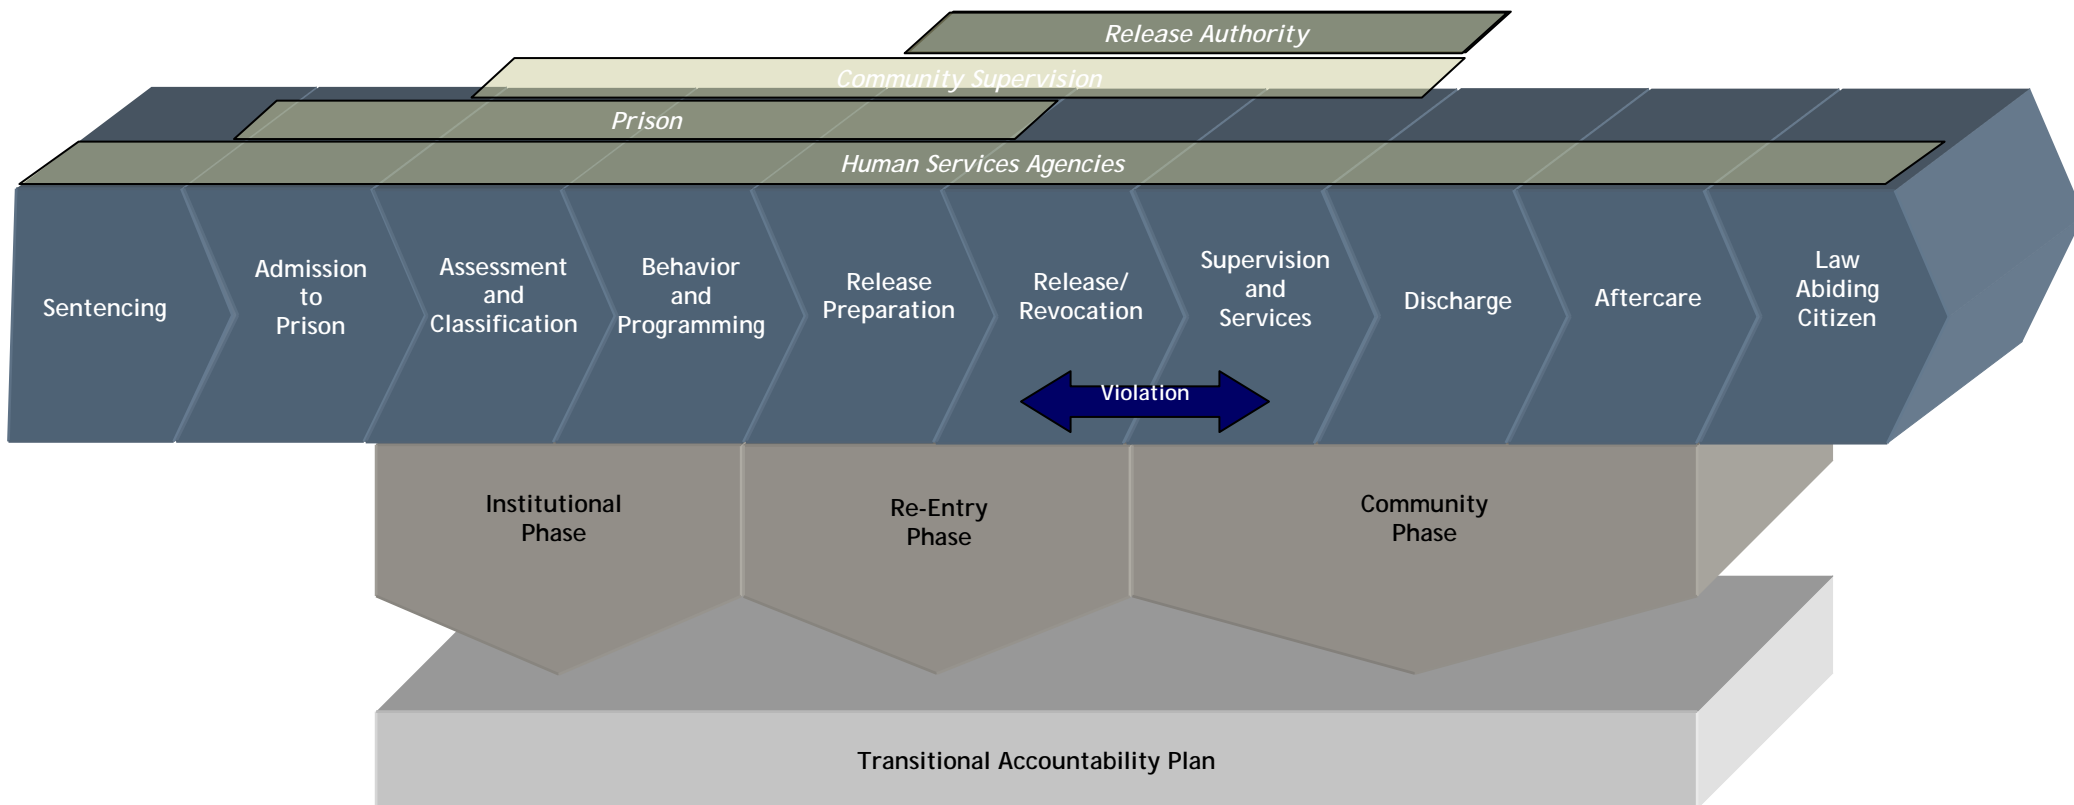 Release Authority
Community Supervision
Prison
Human Services Agencies
Sentencing
Admission
to
Prison
Assessment
and
Classification
Behavior
and
Programming
Release
Preparation
Release/
Revocation
Supervision
and
Services
Discharge
Aftercare
Law
Abiding
Citizen
Violation
Institutional
Phase
Re-Entry
Phase
Community
Phase
Transitional Accountability Plan